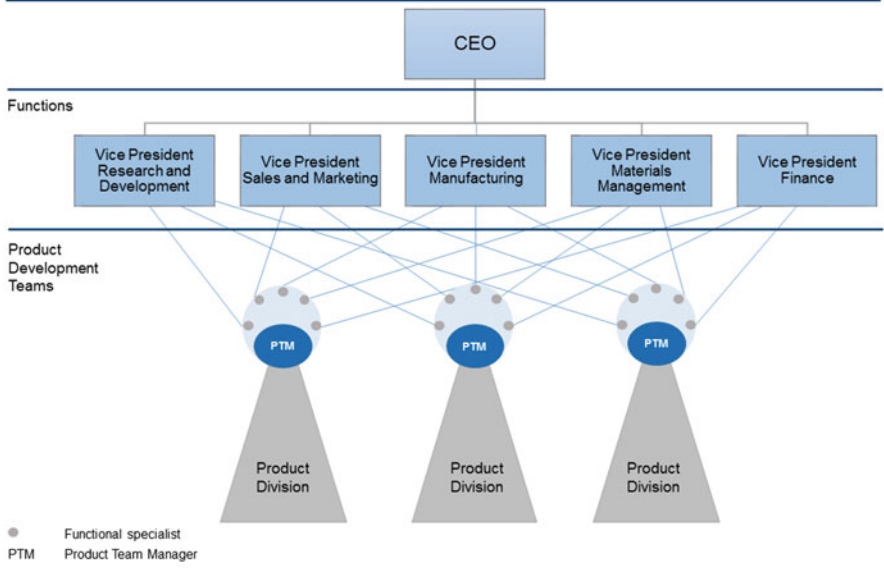 CEO
Functions
Vice President
Research and
Development
Vice President
Sales and Marketing
Vice President
Manufacturing
Vice President
Materials
Management
Vice President
Finance
Product
Development
Teams
PTM
PTM
PTM
Product
Division
Product
Division
Product
Division
Functional specialist
PTM Product Team Manager